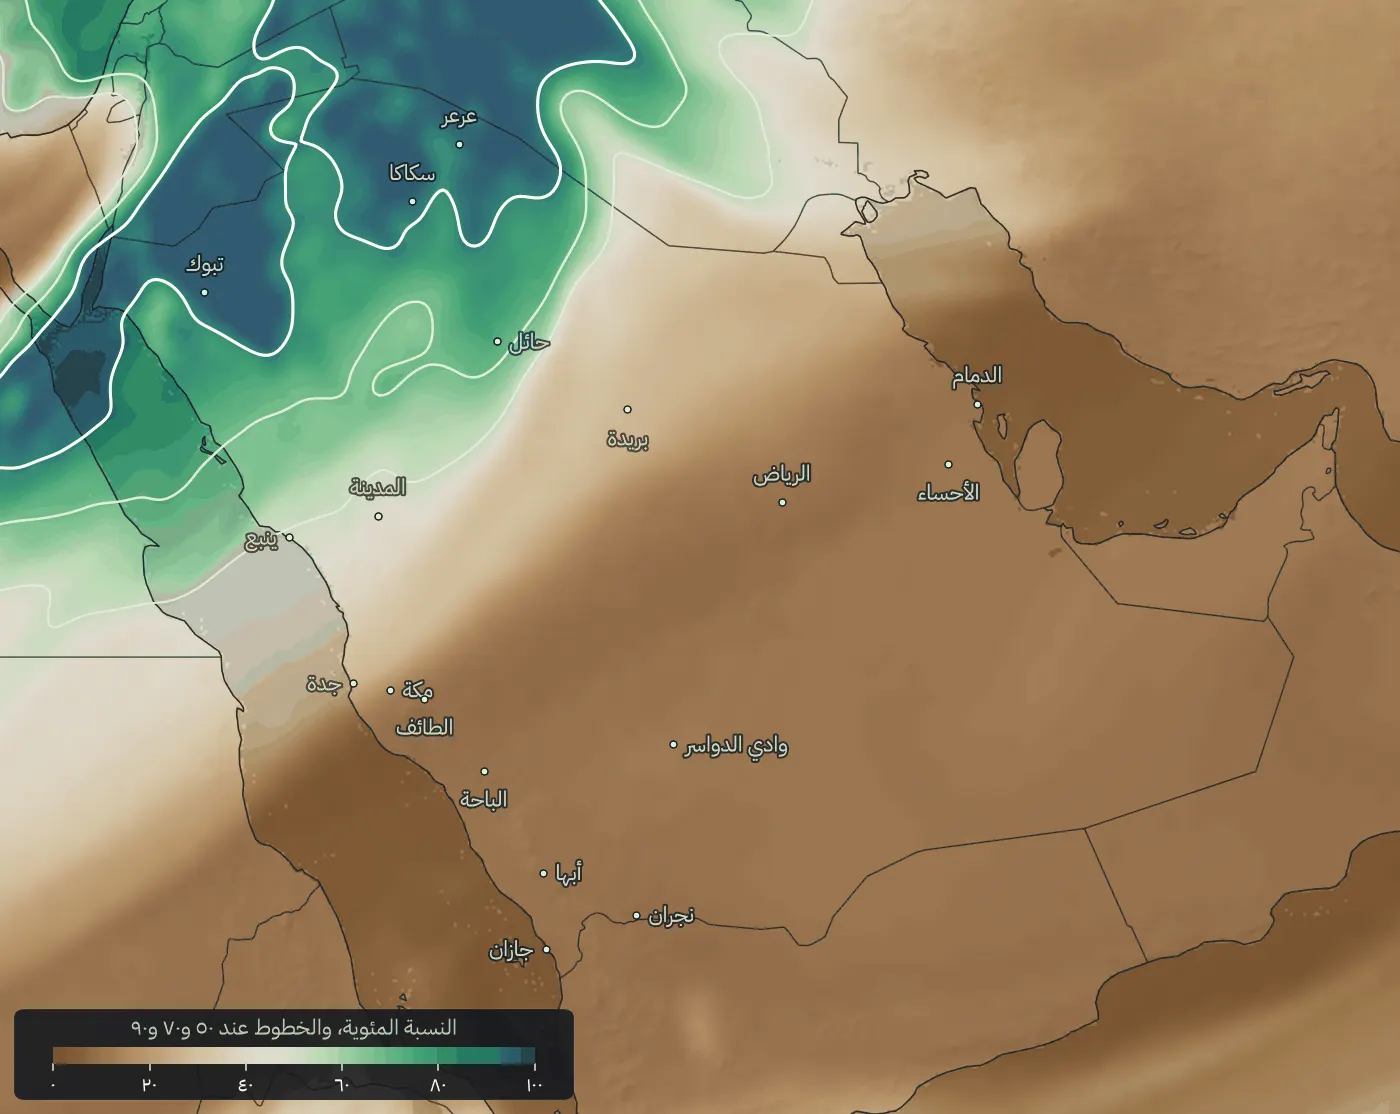 عرعر
سكاكا
تبوك
حائل
الدمام
بريدة
الرياض
الأحساء
المدينة
ينبع
جدة
مكة
الطائف
وادي الدواسر
الباحة
أبها
نجران
جازان
النسبة المئوية، والخطوط عند ٥٠ و٧٠ و٩٠
٠ ٢٠ ٤٠ ٦٠ ٨٠ ١٠٠